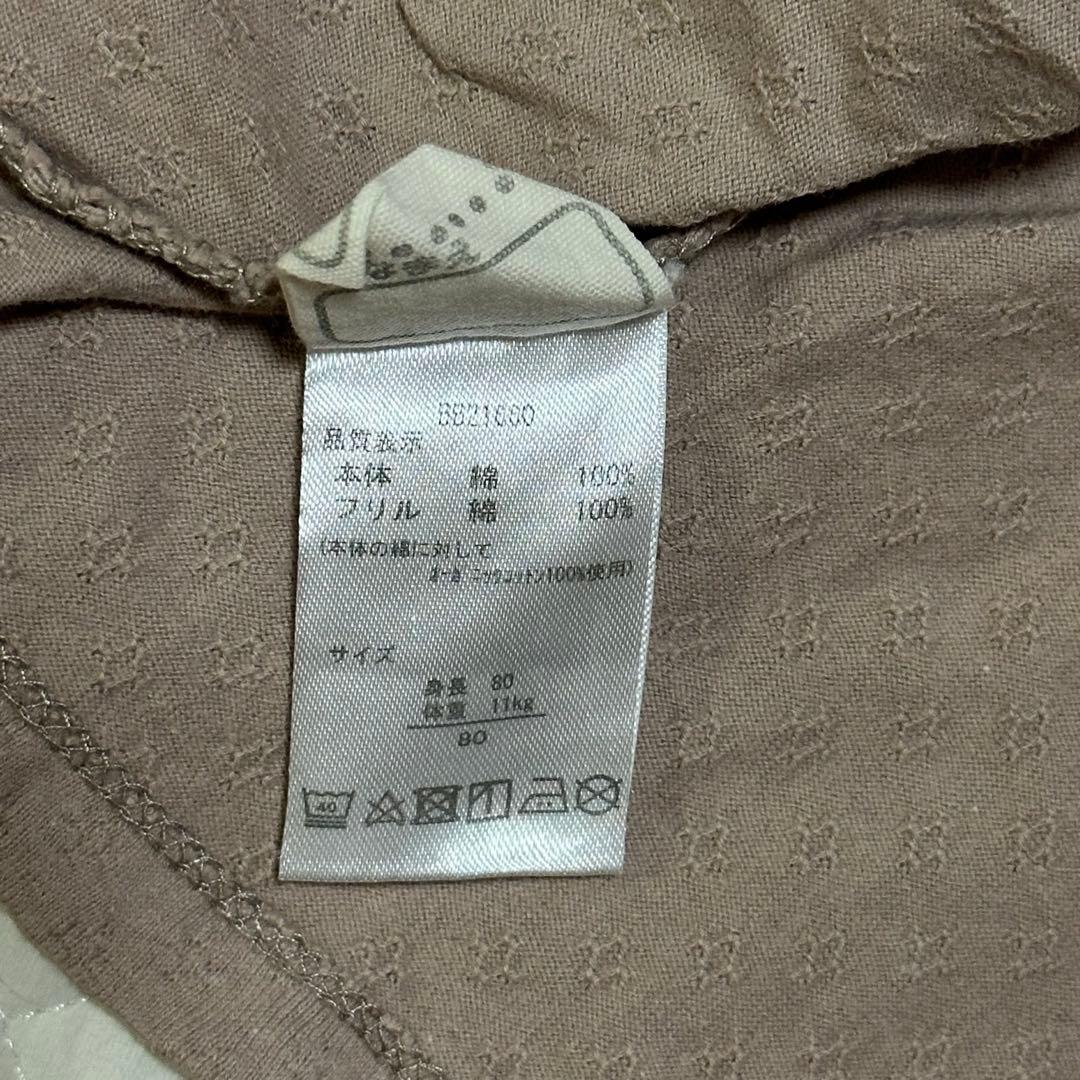 BB21660
品質表示
本体 綿 100%
フリル 綿 100%
(本体の綿に対して
オーガニックコットン100%使用)
サイズ
身長 80
体重 11kg
80
40